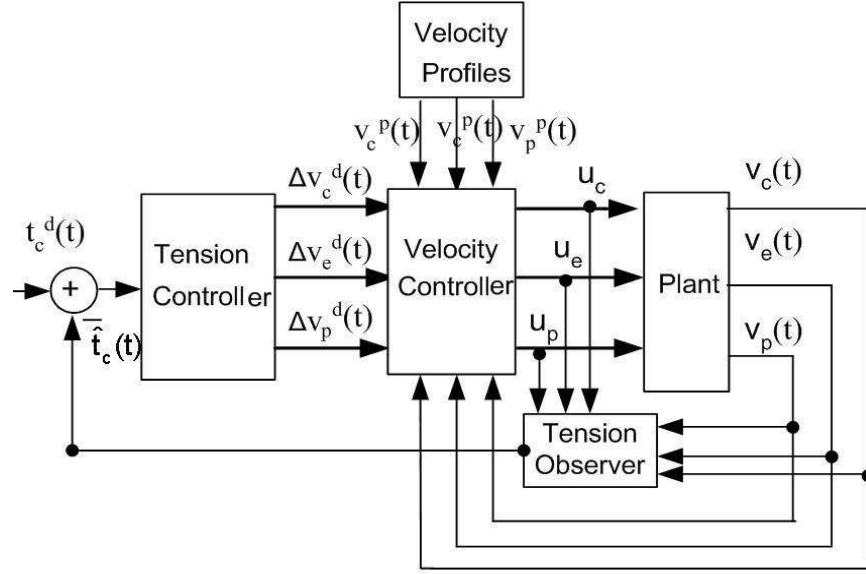 Velocity
Profiles
v_c^p(t) v_c^p(t) v_p^p(t)
Δv_c^d(t)
Δv_e^d(t)
Δv_p^d(t)
t_c^d(t)
+
−
t̂_c(t)
Tension
Controller
Velocity
Controller
u_c
u_e
u_p
Plant
v_c(t)
v_e(t)
v_p(t)
Tension
Observer